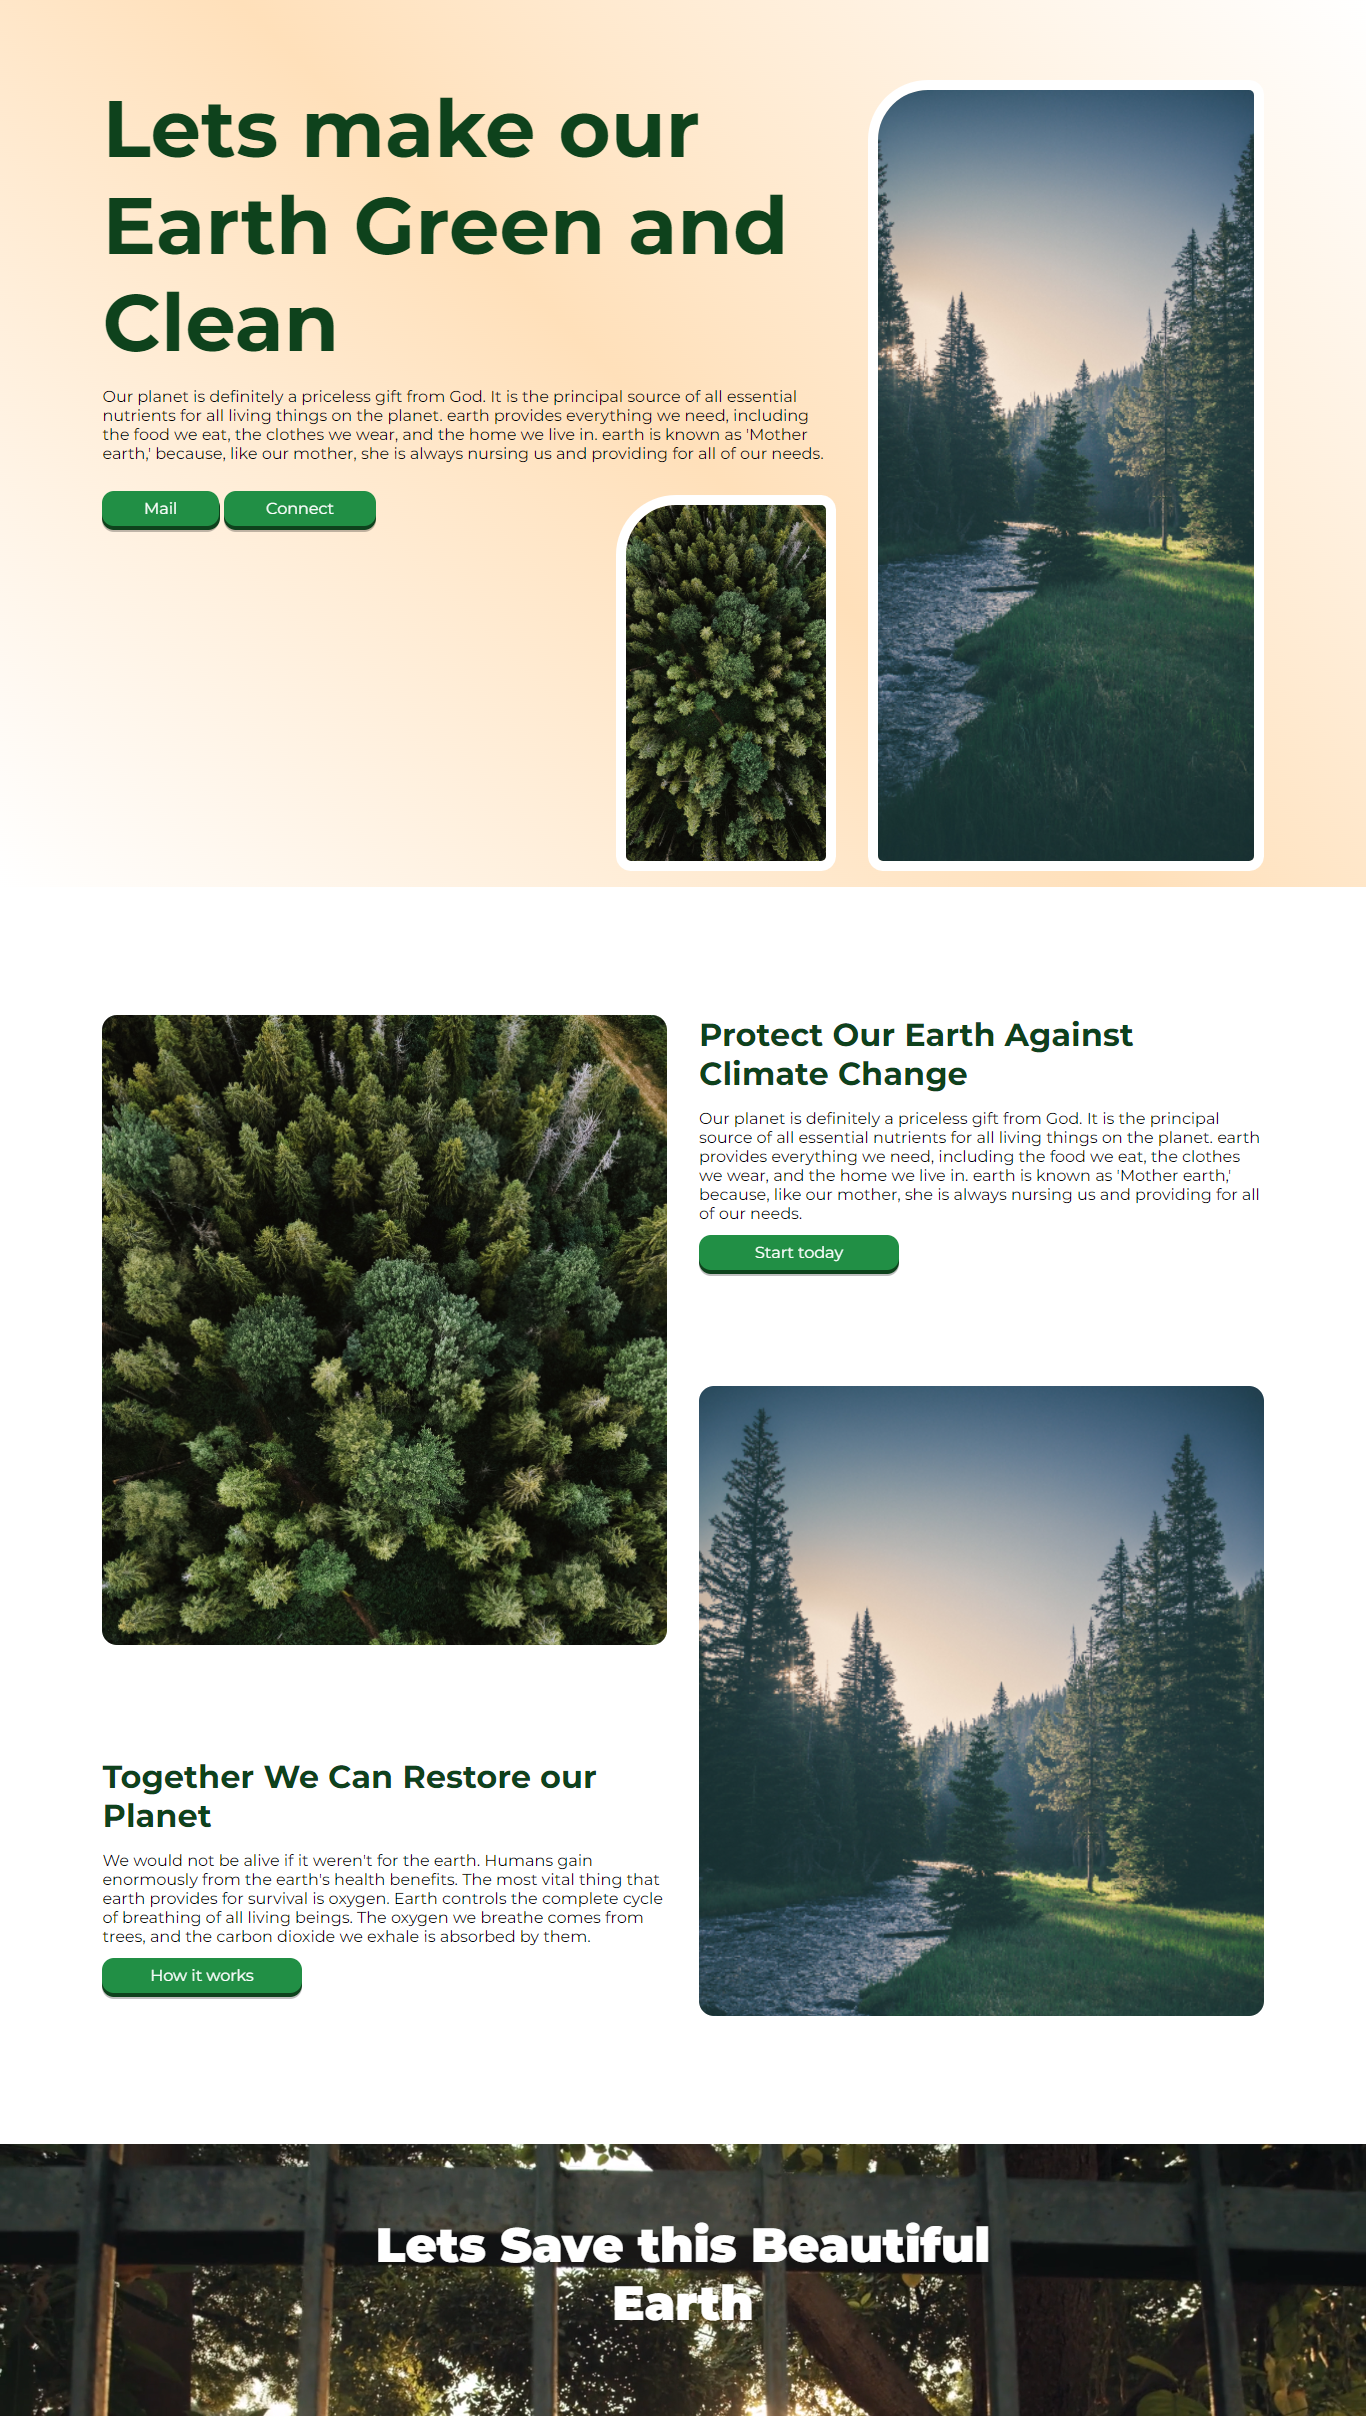 Lets make our
Earth Green and
Clean
Our planet is definitely a priceless gift from God. It is the principal source of all essential
nutrients for all living things on the planet. earth provides everything we need, including
the food we eat, the clothes we wear, and the home we live in. earth is known as 'Mother
earth,' because, like our mother, she is always nursing us and providing for all of our needs.
Mail
Connect
Protect Our Earth Against
Climate Change
Our planet is definitely a priceless gift from God. It is the principal
source of all essential nutrients for all living things on the planet. earth
provides everything we need, including the food we eat, the clothes
we wear, and the home we live in. earth is known as 'Mother earth,'
because, like our mother, she is always nursing us and providing for all
of our needs.
Start today
Together We Can Restore our
Planet
We would not be alive if it weren't for the earth. Humans gain
enormously from the earth's health benefits. The most vital thing that
earth provides for survival is oxygen. Earth controls the complete cycle
of breathing of all living beings. The oxygen we breathe comes from
trees, and the carbon dioxide we exhale is absorbed by them.
How it works
Lets Save this Beautiful
Earth